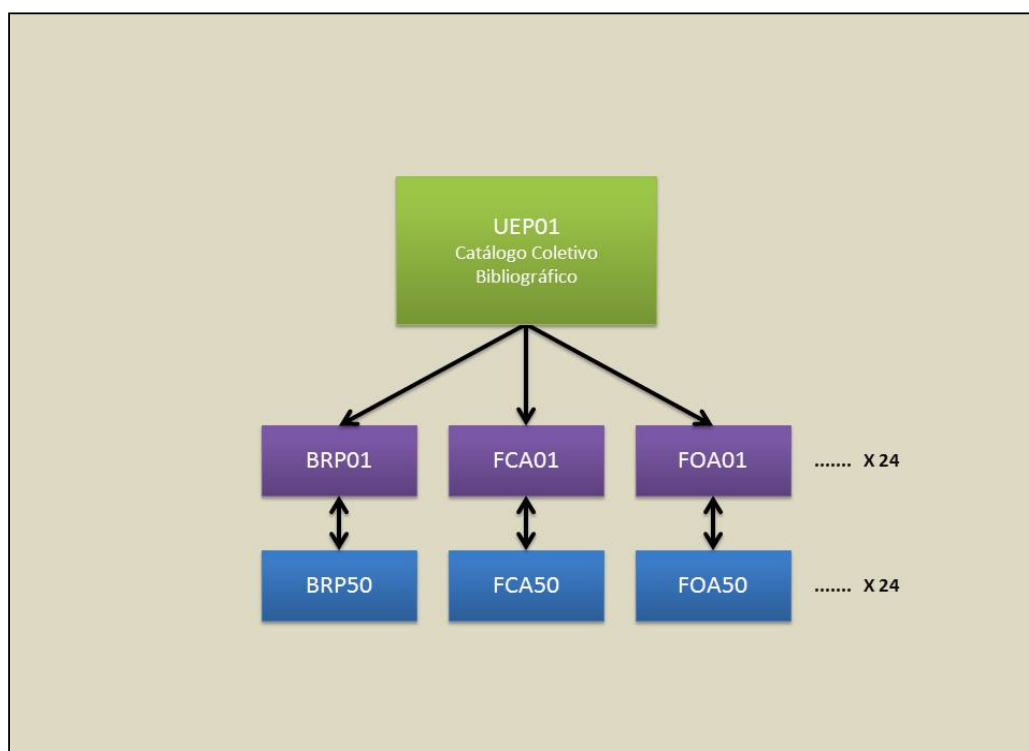 UEP01
Catálogo Coletivo
Bibliográfico
BRP01 FCA01 FOA01 ....... X 24
BRP50 FCA50 FOA50 ....... X 24